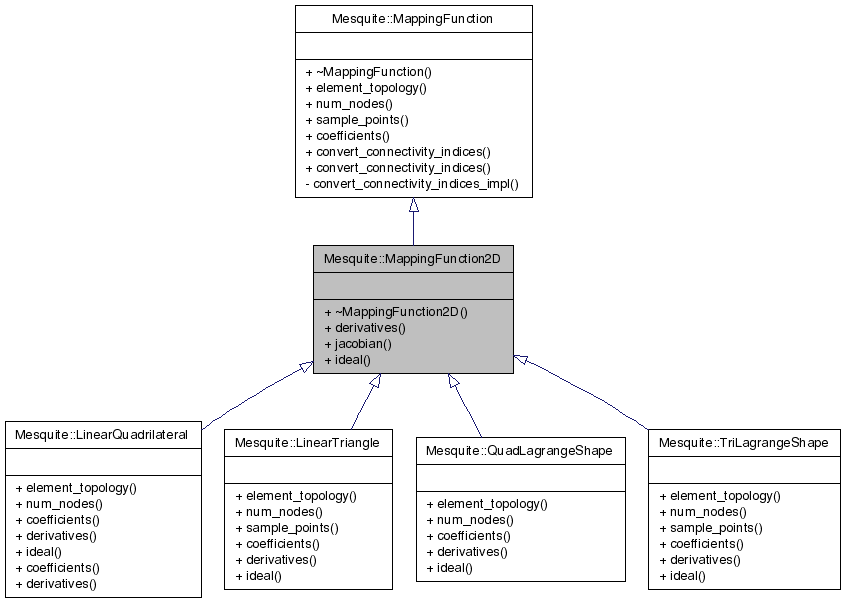 Mesquite::MappingFunction
+ ~MappingFunction()
+ element_topology()
+ num_nodes()
+ sample_points()
+ coefficients()
+ convert_connectivity_indices()
+ convert_connectivity_indices()
- convert_connectivity_indices_impl()
Mesquite::MappingFunction2D
+ ~MappingFunction2D()
+ derivatives()
+ jacobian()
+ ideal()
Mesquite::LinearQuadrilateral
+ element_topology()
+ num_nodes()
+ coefficients()
+ derivatives()
+ ideal()
+ coefficients()
+ derivatives()
Mesquite::LinearTriangle
+ element_topology()
+ num_nodes()
+ sample_points()
+ coefficients()
+ derivatives()
+ ideal()
Mesquite::QuadLagrangeShape
+ element_topology()
+ num_nodes()
+ coefficients()
+ derivatives()
+ ideal()
Mesquite::TriLagrangeShape
+ element_topology()
+ num_nodes()
+ sample_points()
+ coefficients()
+ derivatives()
+ ideal()